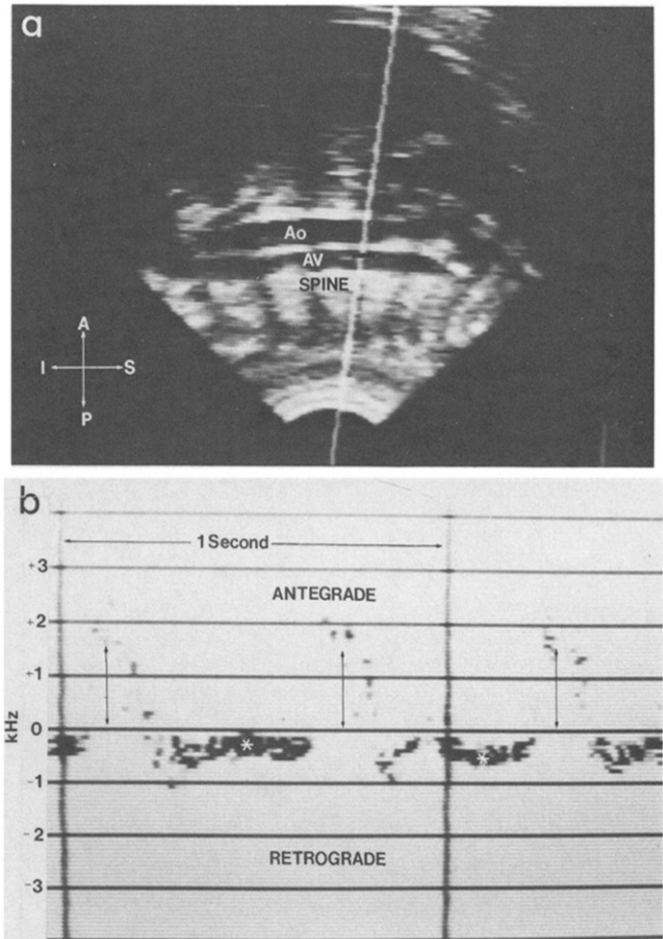 a
Ao
AV
SPINE
A
I S
P
b
1 Second
+3
ANTEGRADE
+2
+1
0
kHz
-1
-2
RETROGRADE
-3